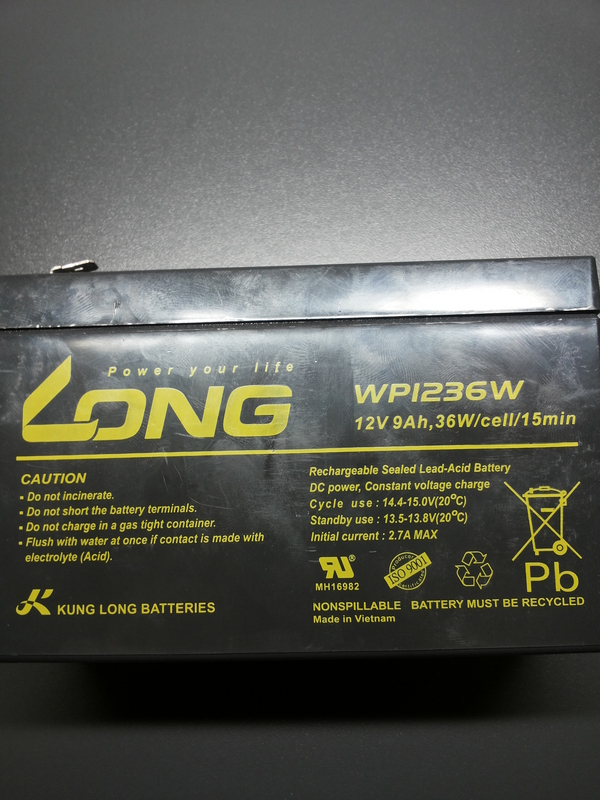 Power your life
LONG
WP1236W
12V 9Ah,36W/cell/15min
CAUTION
▪ Do not incinerate.
▪ Do not short the battery terminals.
▪ Do not charge in a gas tight container.
▪ Flush with water at once if contact is made with
electrolyte (Acid).
KUNG LONG BATTERIES
Rechargeable Sealed Lead-Acid Battery
DC power, Constant voltage charge
Cycle use : 14.4-15.0V(20°C)
Standby use : 13.5-13.8V(20°C)
Initial current : 2.7A MAX
MH16982
ISO 9001
Pb
NONSPILLABLE BATTERY MUST BE RECYCLED
Made in Vietnam